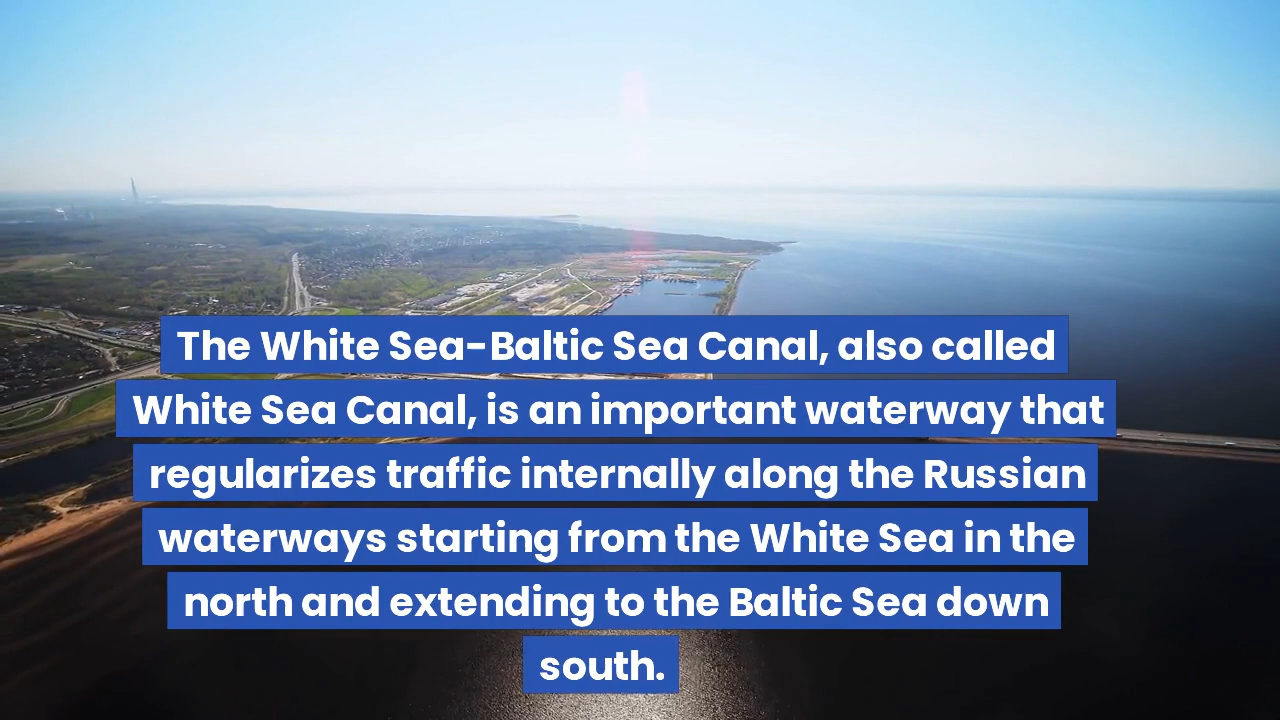 The White Sea-Baltic Sea Canal, also called
White Sea Canal, is an important waterway that
regularizes traffic internally along the Russian
waterways starting from the White Sea in the
north and extending to the Baltic Sea down
south.